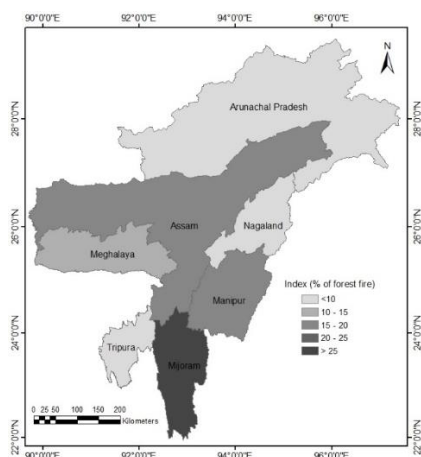 90°0'0"E 92°0'0"E 94°0'0"E 96°0'0"E
N
Arunachal Pradesh
28°0'0"N 28°0'0"N
Assam
Nagaland
26°0'0"N 26°0'0"N
Meghalaya
Index (% of forest fire)
<10
10 - 15
15 - 20
20 - 25
> 25
Manipur
24°0'0"N 24°0'0"N
Tripura
Mijoram
0 25 50 100 150 200
Kilometers
22°0'0"N 22°0'0"N
90°0'0"E 92°0'0"E 94°0'0"E 96°0'0"E